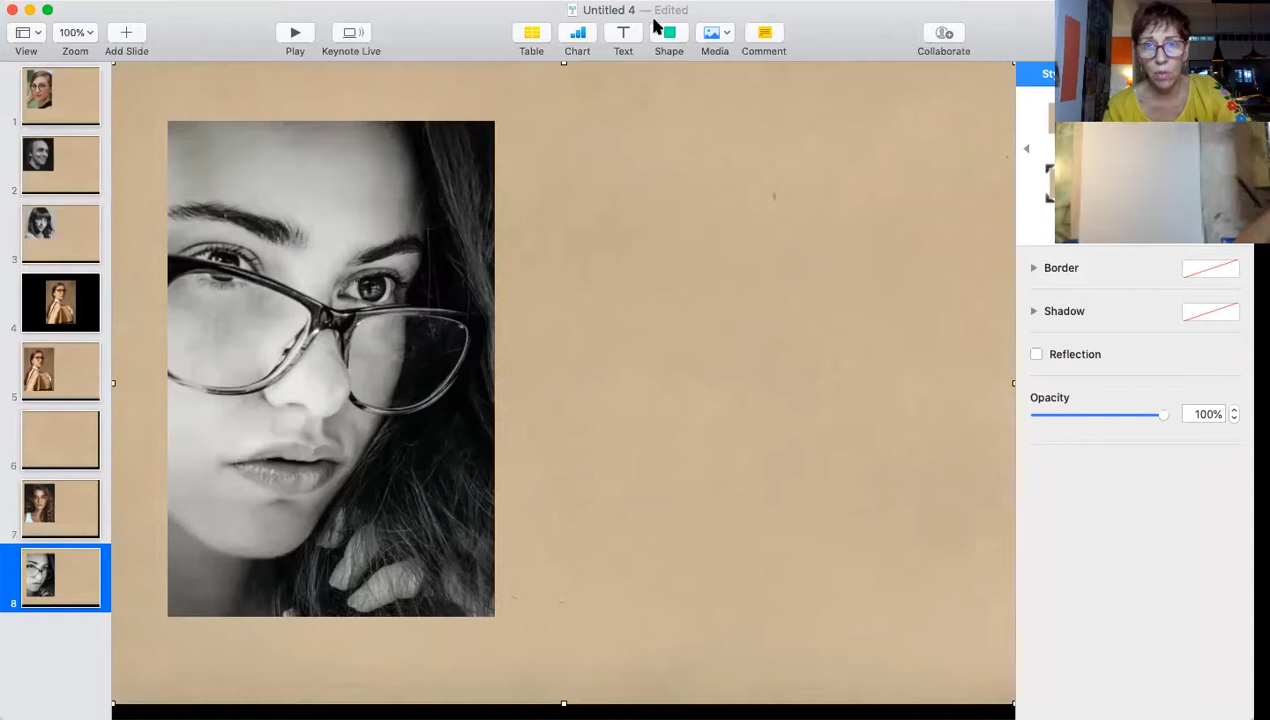 Untitled 4 — Edited
View
100%
Zoom
Add Slide
Play
Keynote Live
Table
Chart
Text
Shape
Media
Comment
Collaborate
Sty
1
2
3
4
5
6
7
8
Border
Shadow
Reflection
Opacity
100%